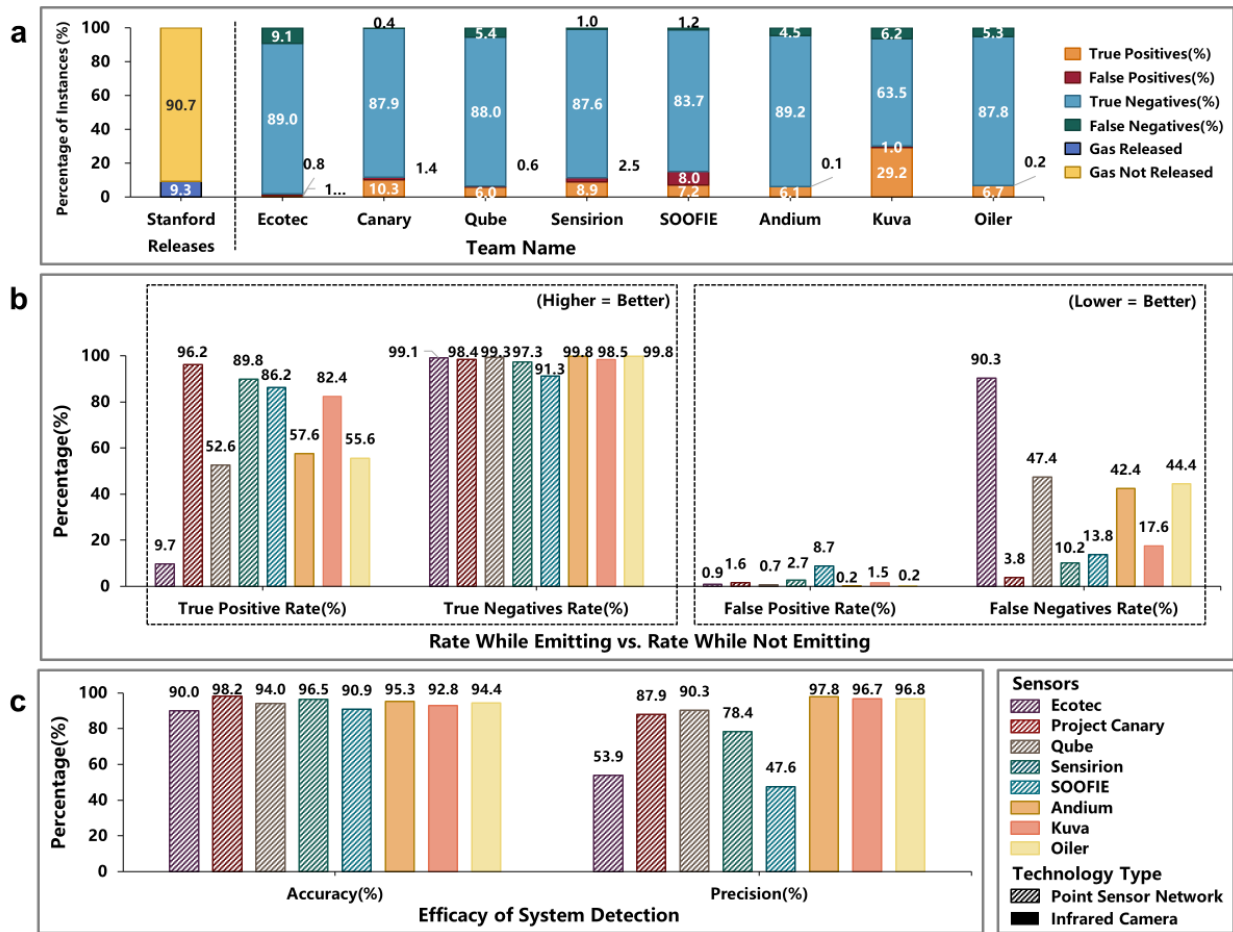 a
Percentage of Instances (%)
100
80
60
40
20
0
90.7
9.3
9.1
89.0
0.8
1...
0.4
87.9
1.4
10.3
5.4
88.0
0.6
6.0
1.0
87.6
2.5
8.9
1.2
83.7
8.0
7.2
4.5
89.2
0.1
6.1
6.2
63.5
1.0
29.2
5.3
87.8
0.2
6.7
Stanford Releases
Ecotec
Canary
Qube
Sensirion
SOOFIE
Andium
Kuva
Oiler
Team Name
True Positives(%)
False Positives(%)
True Negatives(%)
False Negatives(%)
Gas Released
Gas Not Released
b
(Higher = Better)
(Lower = Better)
Percentage(%)
100
80
60
40
20
0
9.7
96.2
52.6
89.8
86.2
57.6
82.4
55.6
99.1
98.4
99.3
97.3
91.3
99.8
98.5
99.8
0.9
1.6
0.7
2.7
8.7
0.2
1.5
0.2
90.3
3.8
47.4
10.2
13.8
42.4
17.6
44.4
True Positive Rate(%)
True Negatives Rate(%)
False Positive Rate(%)
False Negatives Rate(%)
Rate While Emitting vs. Rate While Not Emitting
c
Percentage(%)
100
80
60
40
20
0
90.0
98.2
94.0
96.5
90.9
95.3
92.8
94.4
53.9
87.9
90.3
78.4
47.6
97.8
96.7
96.8
Accuracy(%)
Precision(%)
Efficacy of System Detection
Sensors
Ecotec
Project Canary
Qube
Sensirion
SOOFIE
Andium
Kuva
Oiler
Technology Type
Point Sensor Network
Infrared Camera